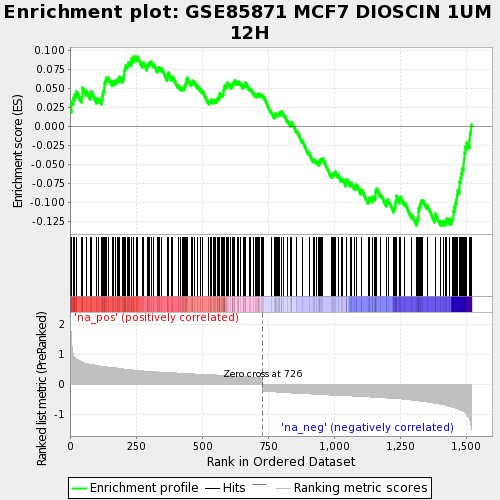 Enrichment plot: GSE85871 MCF7 DIOSCIN 1UM
12H
Enrichment score (ES)
0.100
0.075
0.050
0.025
0.000
-0.025
-0.050
-0.075
-0.100
-0.125
'na_pos' (positively correlated)
Ranked list metric (PreRanked)
2
1
0
-1
Zero cross at 726
'na_neg' (negatively correlated)
0
250
500
750
1,000
1,250
1,500
Rank in Ordered Dataset
Enrichment profile
Hits
Ranking metric scores